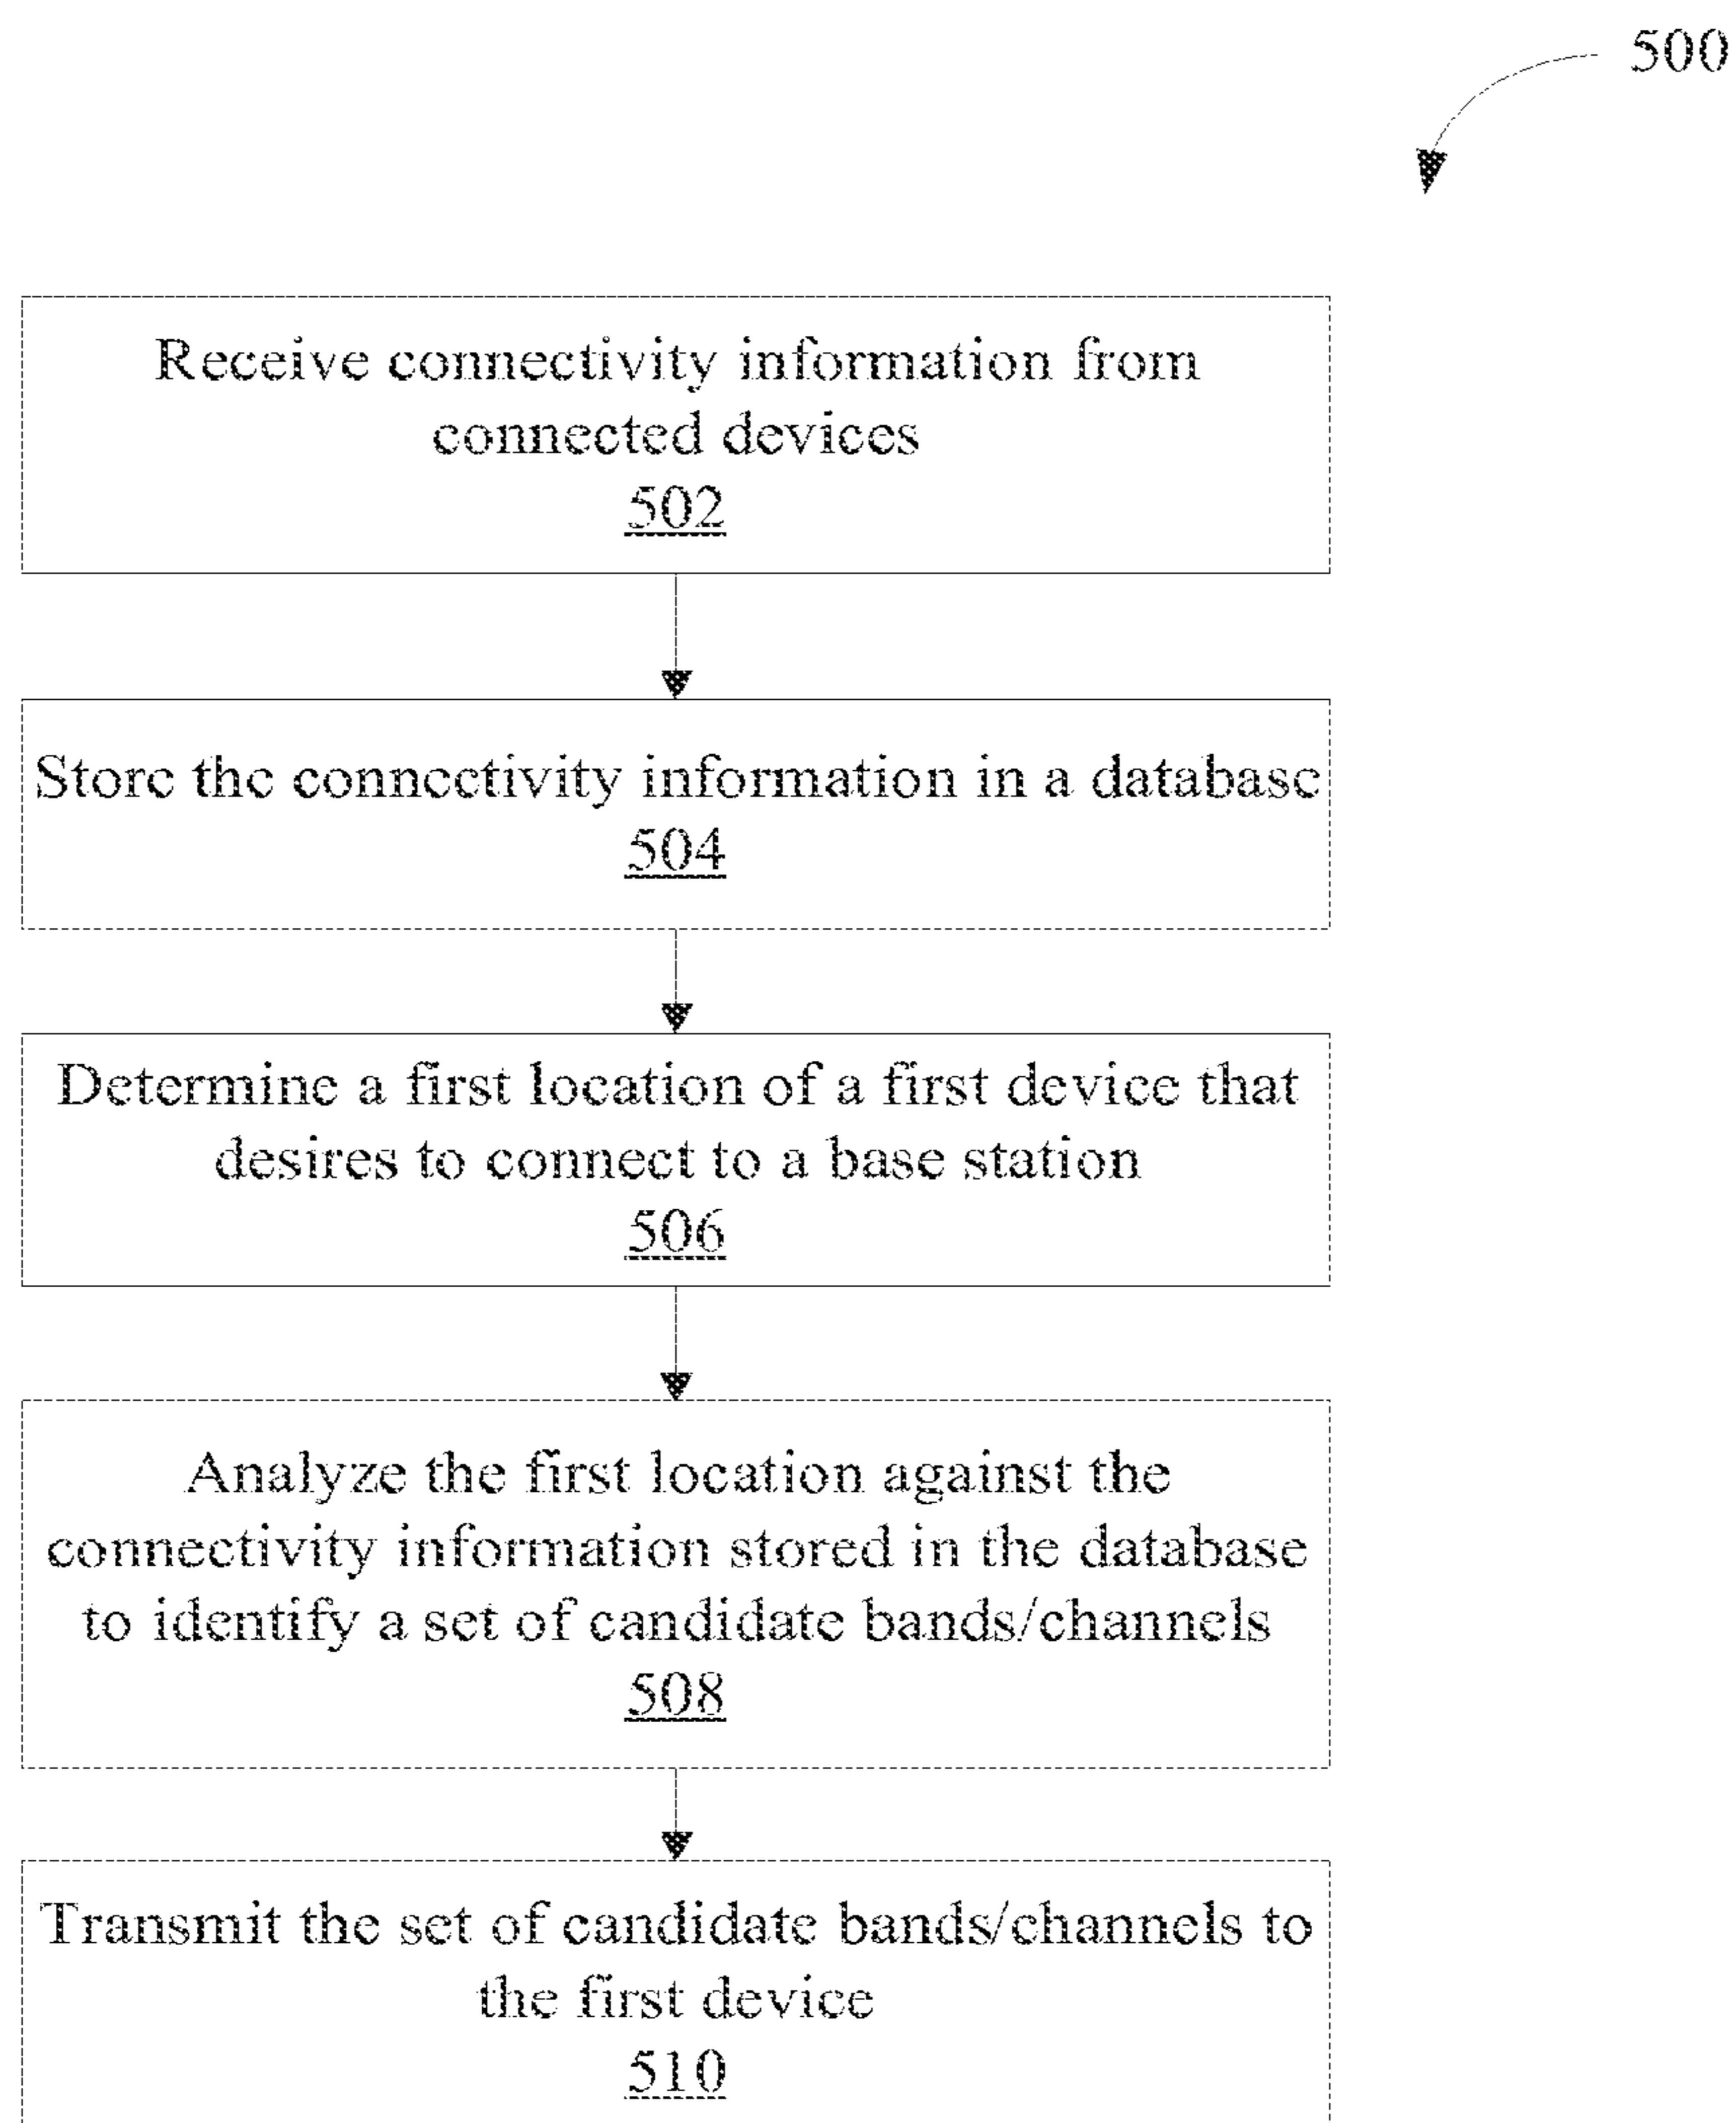 500
Receive connectivity information from
connected devices
502
Store the connectivity information in a database
504
Determine a first location of a first device that
desires to connect to a base station
506
Analyze the first location against the
connectivity information stored in the database
to identify a set of candidate bands/channels
508
Transmit the set of candidate bands/channels to
the first device
510